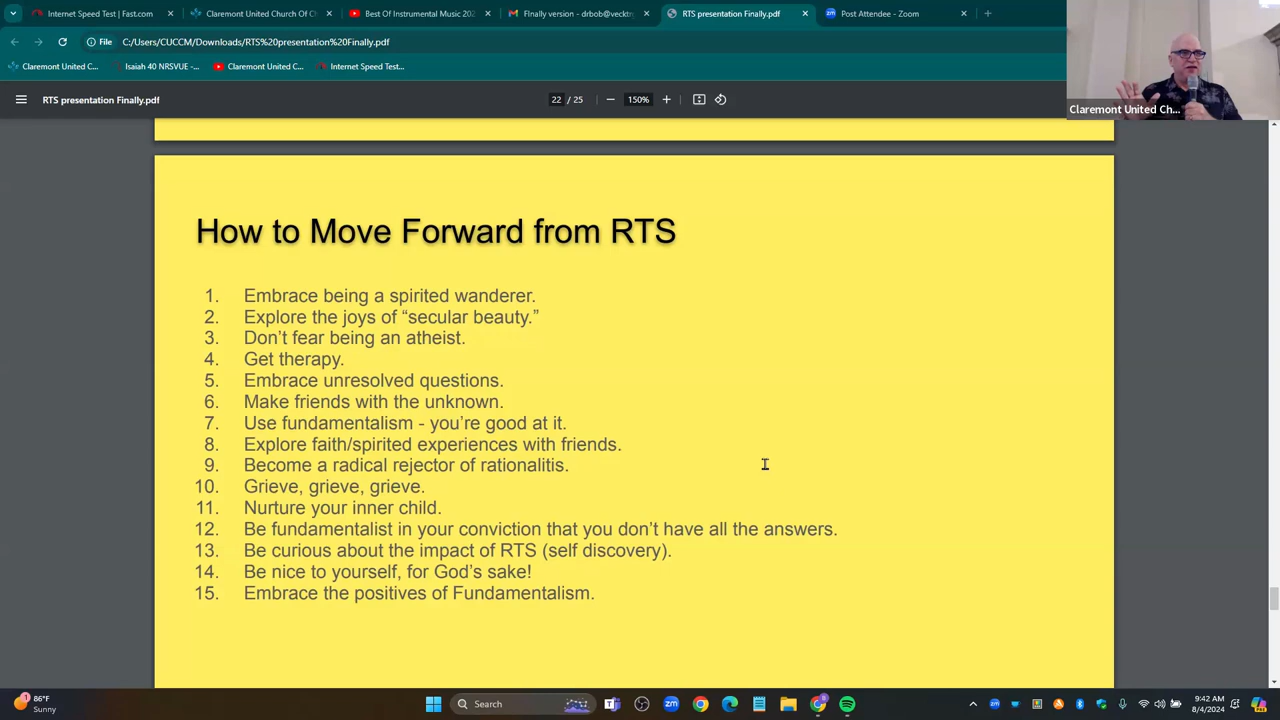 Internet Speed Test | Fast.com
Claremont United Church Of C
Best Of Instrumental Music 202
Finally version - drbob@vecktr
RTS presentation Finally.pdf
Post Attendee - Zoom
File
C:/Users/CUCCM/Downloads/RTS%20presentation%20Finally.pdf
Claremont United C...
Isaiah 40 NRSVUE -...
Claremont United C...
Internet Speed Test...
RTS presentation Finally.pdf
22 / 25
150%
Claremont United Ch...
How to Move Forward from RTS
1. Embrace being a spirited wanderer.
2. Explore the joys of “secular beauty.”
3. Don’t fear being an atheist.
4. Get therapy.
5. Embrace unresolved questions.
6. Make friends with the unknown.
7. Use fundamentalism - you’re good at it.
8. Explore faith/spirited experiences with friends.
9. Become a radical rejector of rationalitis.
10. Grieve, grieve, grieve.
11. Nurture your inner child.
12. Be fundamentalist in your conviction that you don’t have all the answers.
13. Be curious about the impact of RTS (self discovery).
14. Be nice to yourself, for God’s sake!
15. Embrace the positives of Fundamentalism.
86°F
Sunny
Search
9:42 AM
8/4/2024